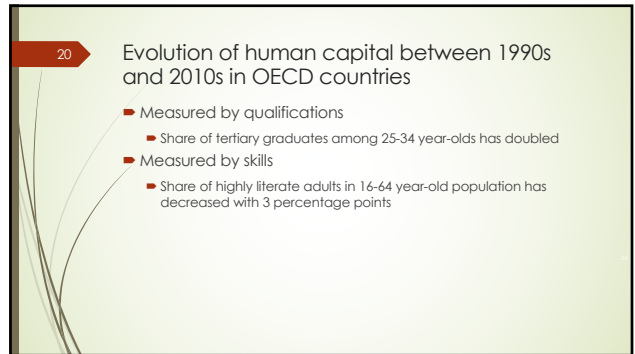 20
Evolution of human capital between 1990s
and 2010s in OECD countries
Measured by qualifications
Share of tertiary graduates among 25-34 year-olds has doubled
Measured by skills
Share of highly literate adults in 16-64 year-old population has
decreased with 3 percentage points